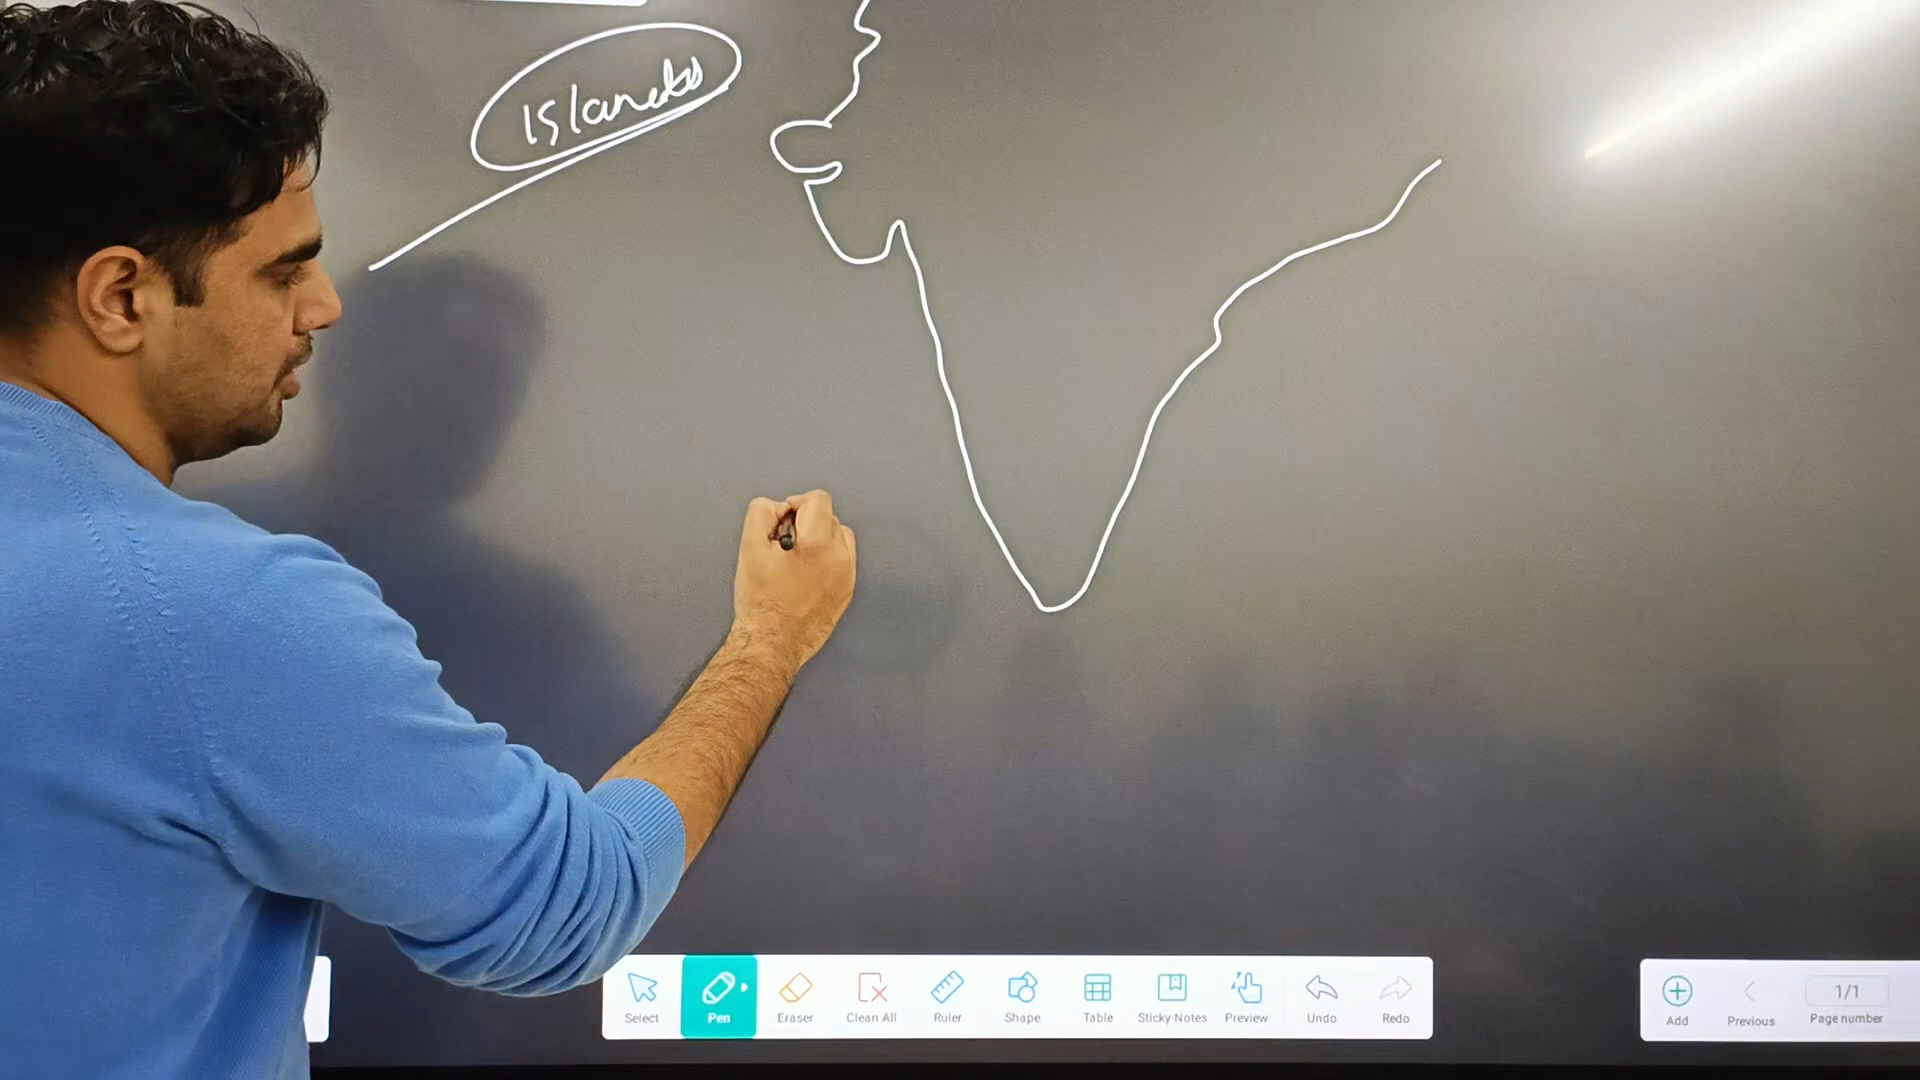 Islands
Select
Pen
Eraser
Clean All
Ruler
Shape
Table
Sticky-Notes
Preview
Undo
Redo
Add
Previous
1/1
Page number